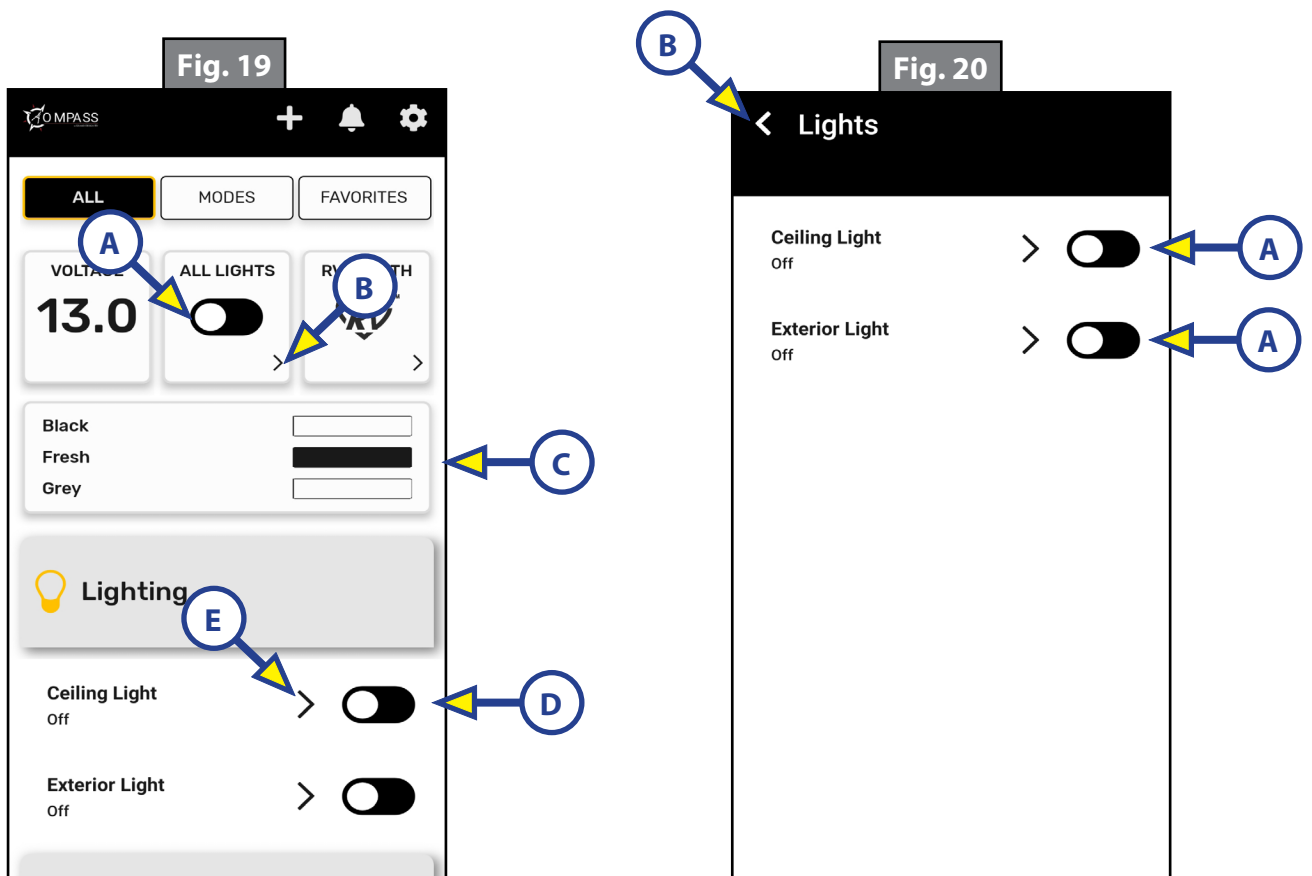 Fig. 19
COMPASS
ALL
MODES
FAVORITES
A
VOLTAGE
13.0
ALL LIGHTS
B
Black
Fresh
Grey
C
Lighting
E
Ceiling Light
Off
D
Exterior Light
Off
B
Fig. 20
Lights
Ceiling Light
Off
A
Exterior Light
Off
A